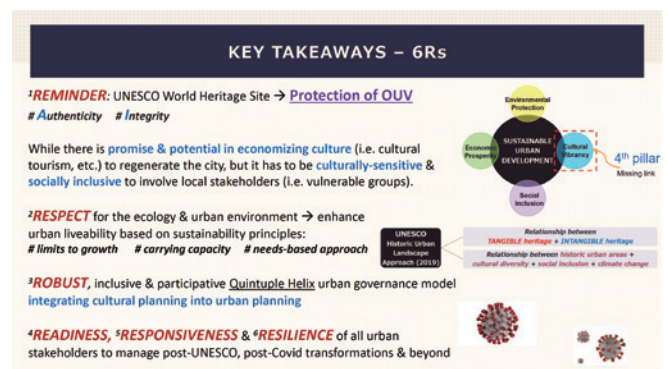 KEY TAKEAWAYS – 6Rs
¹REMINDER: UNESCO World Heritage Site → Protection of OUV
# Authenticity # Integrity
While there is promise & potential in economizing culture (i.e. cultural
tourism, etc.) to regenerate the city, but it has to be culturally-sensitive &
socially inclusive to involve local stakeholders (i.e. vulnerable groups).
²RESPECT for the ecology & urban environment → enhance
urban liveability based on sustainability principles:
# limits to growth # carrying capacity # needs-based approach
³ROBUST, inclusive & participative Quintuple Helix urban governance model
integrating cultural planning into urban planning
⁴READINESS, ⁵RESPONSIVENESS & ⁶RESILIENCE of all urban
stakeholders to manage post-UNESCO, post-Covid transformations & beyond
Environmental
Protection
Economic
Prosperity
SUSTAINABLE
URBAN
DEVELOPMENT
Cultural
Vibrancy
Social
Inclusion
4th pillar
Missing link
UNESCO
Historic Urban
Landscape
Approach (2019)
Relationship between
TANGIBLE heritage + INTANGIBLE heritage
Relationship between historic urban areas +
cultural diversity + social inclusion + climate change